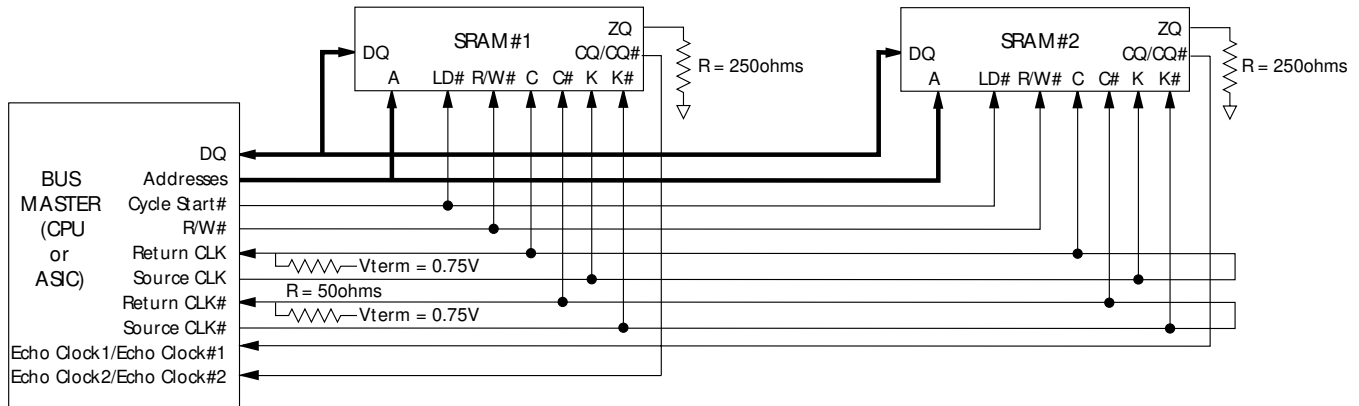 SRAM#1
ZQ
DQ
CQ/CQ#
A LD# R/W# C C# K K#
R = 250ohms
SRAM#2
ZQ
DQ
CQ/CQ#
A LD# R/W# C C# K K#
R = 250ohms
BUS
MASTER
(CPU
or
ASIC)
DQ
Addresses
Cycle Start#
R/W#
Return CLK
Vterm = 0.75V
Source CLK
R = 50ohms
Return CLK#
Vterm = 0.75V
Source CLK#
Echo Clock1/Echo Clock#1
Echo Clock2/Echo Clock#2